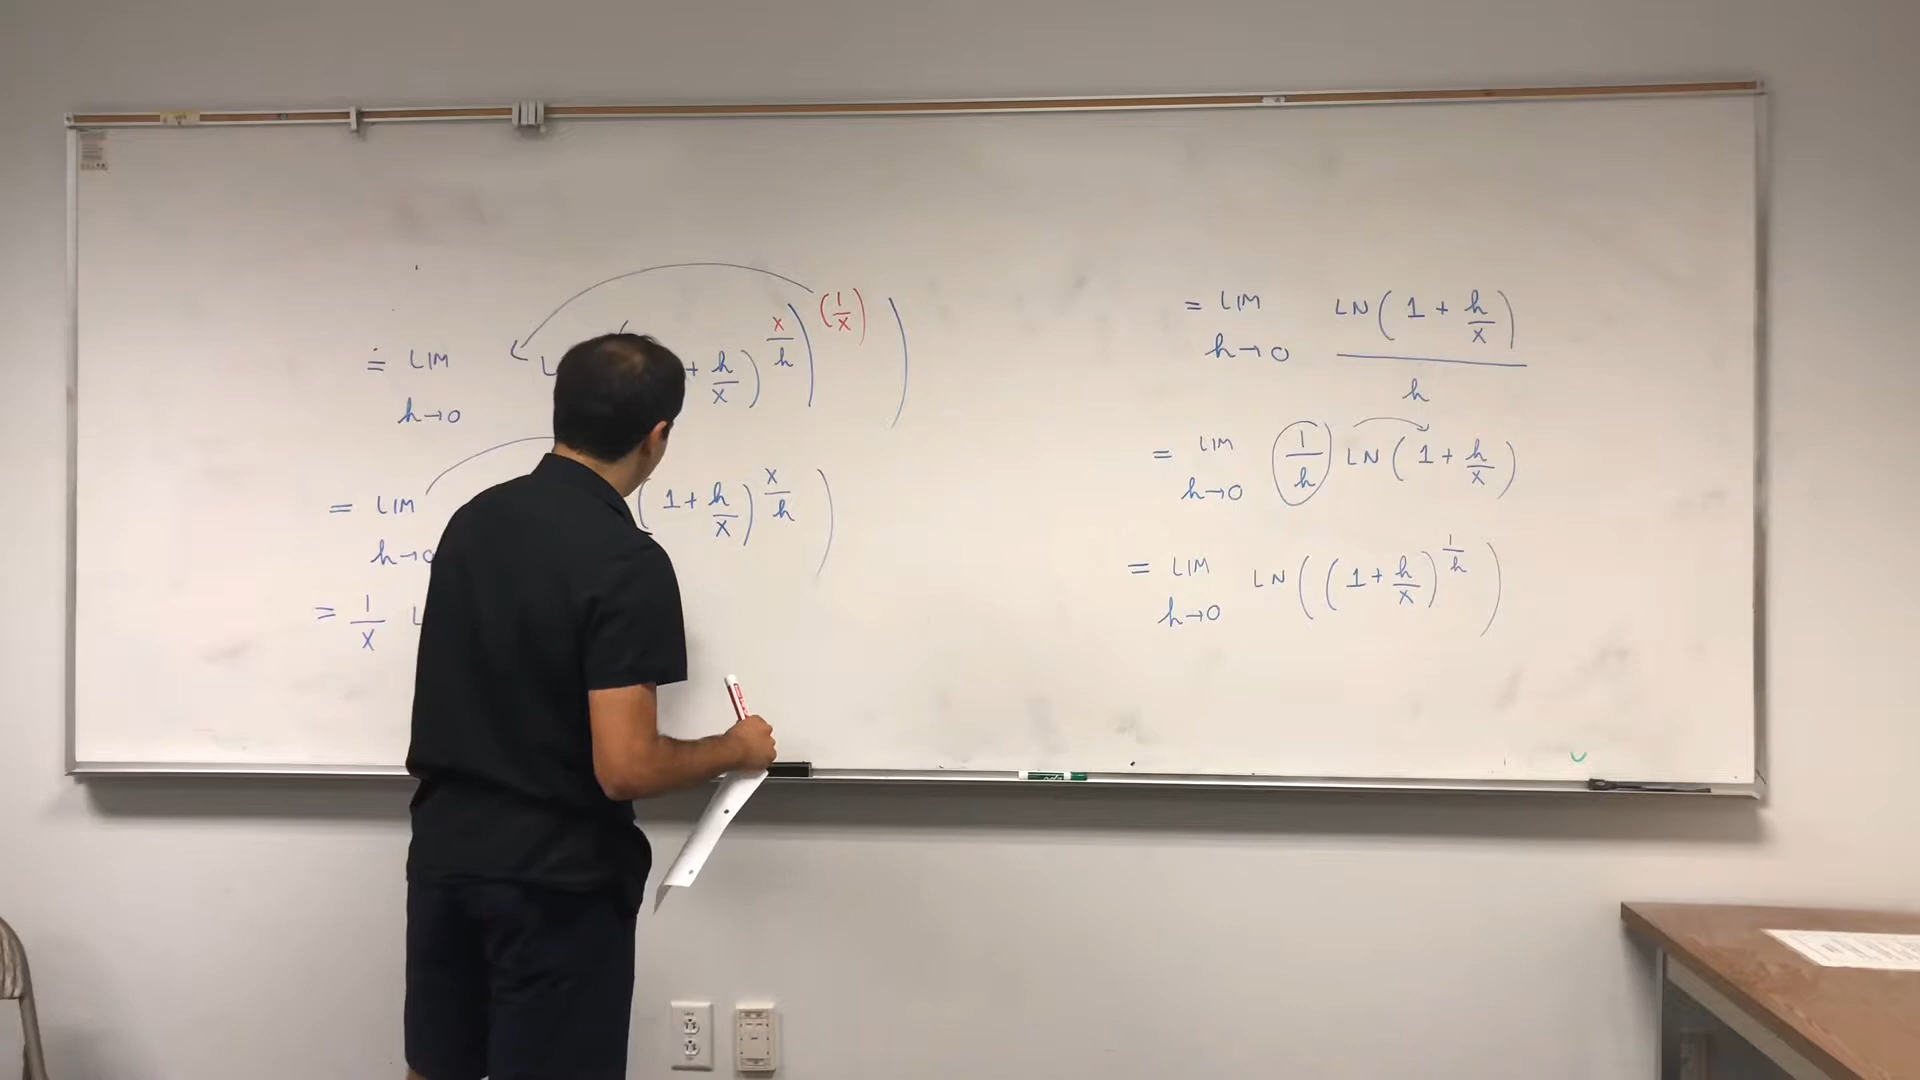 = LIM L + h/x ) x/h ) (1/x) )
h→0
= LIM ( 1 + h/x ) x/h )
h→0
= 1/x L
= LIM LN ( 1 + h/x )
h→0 h
= LIM 1/h LN ( 1 + h/x )
h→0
= LIM LN ( ( 1 + h/x ) 1/h )
h→0